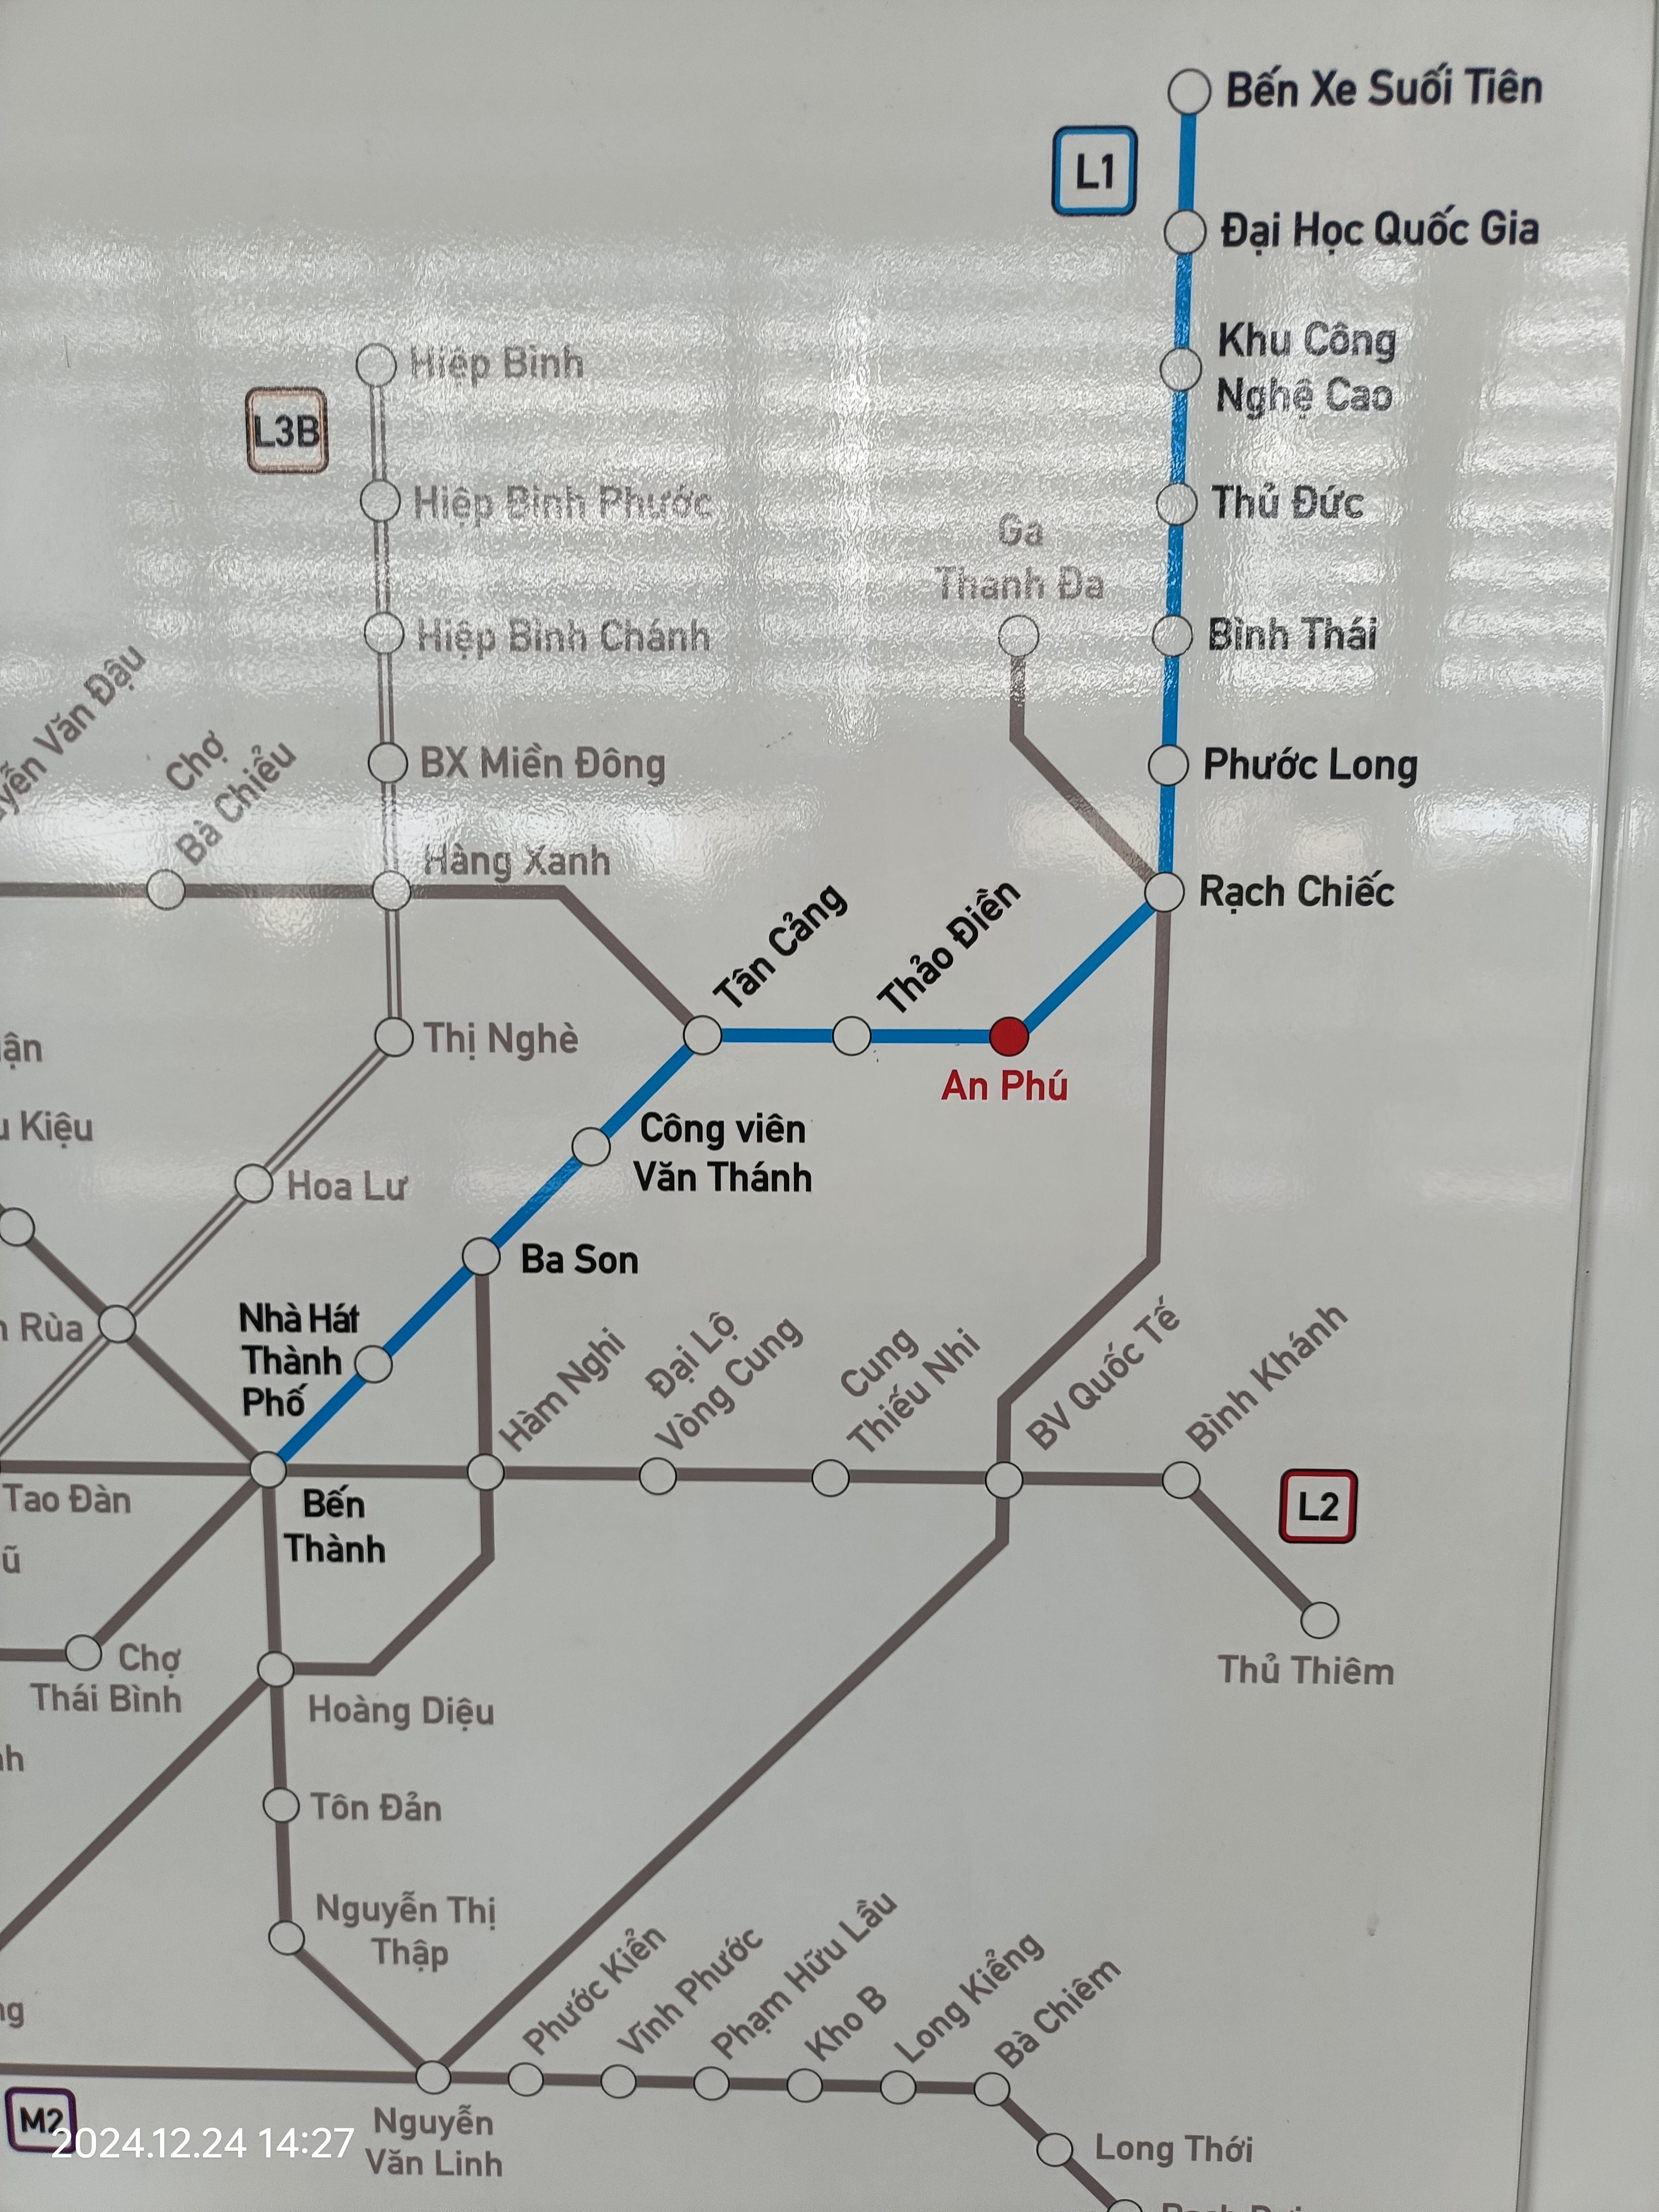 Bến Xe Suối Tiên
L1
Đại Học Quốc Gia
Khu Công
Nghệ Cao
Hiệp Bình
L3B
Hiệp Bình Phước
Thủ Đức
Ga
Thanh Đa
Hiệp Bình Chánh
Bình Thái
Văn Đậu
Chợ
Bà Chiểu
BX Miền Đông
Phước Long
Hàng Xanh
Rạch Chiếc
Tân Cảng
Thảo Điền
Thị Nghè
An Phú
Kiệu
Công viên
Văn Thánh
Hoa Lư
Ba Son
Rùa
Nhà Hát
Thành
Phố
Hàm Nghi
Đại Lộ
Vòng Cung
Cung
Thiếu Nhi
BV Quốc Tế
Bình Khánh
Tao Đàn
Bến
Thành
L2
Chợ
Thái Bình
Thủ Thiêm
Hoàng Diệu
Tôn Đản
Nguyễn Thị
Thập
Phước Kiển
Vĩnh Phước
Phạm Hữu Lầu
Kho B
Long Kiểng
Bà Chiêm
M2
Nguyễn
Văn Linh
Long Thới
2024.12.24 14:27